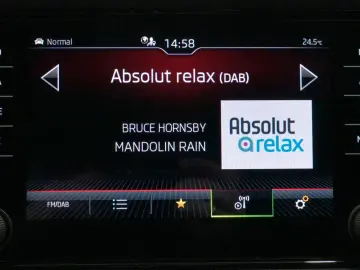 Normal
14:58
24.5°C
Absolut relax (DAB)
BRUCE HORNSBY
MANDOLIN RAIN
Absolut
relax
FM/DAB